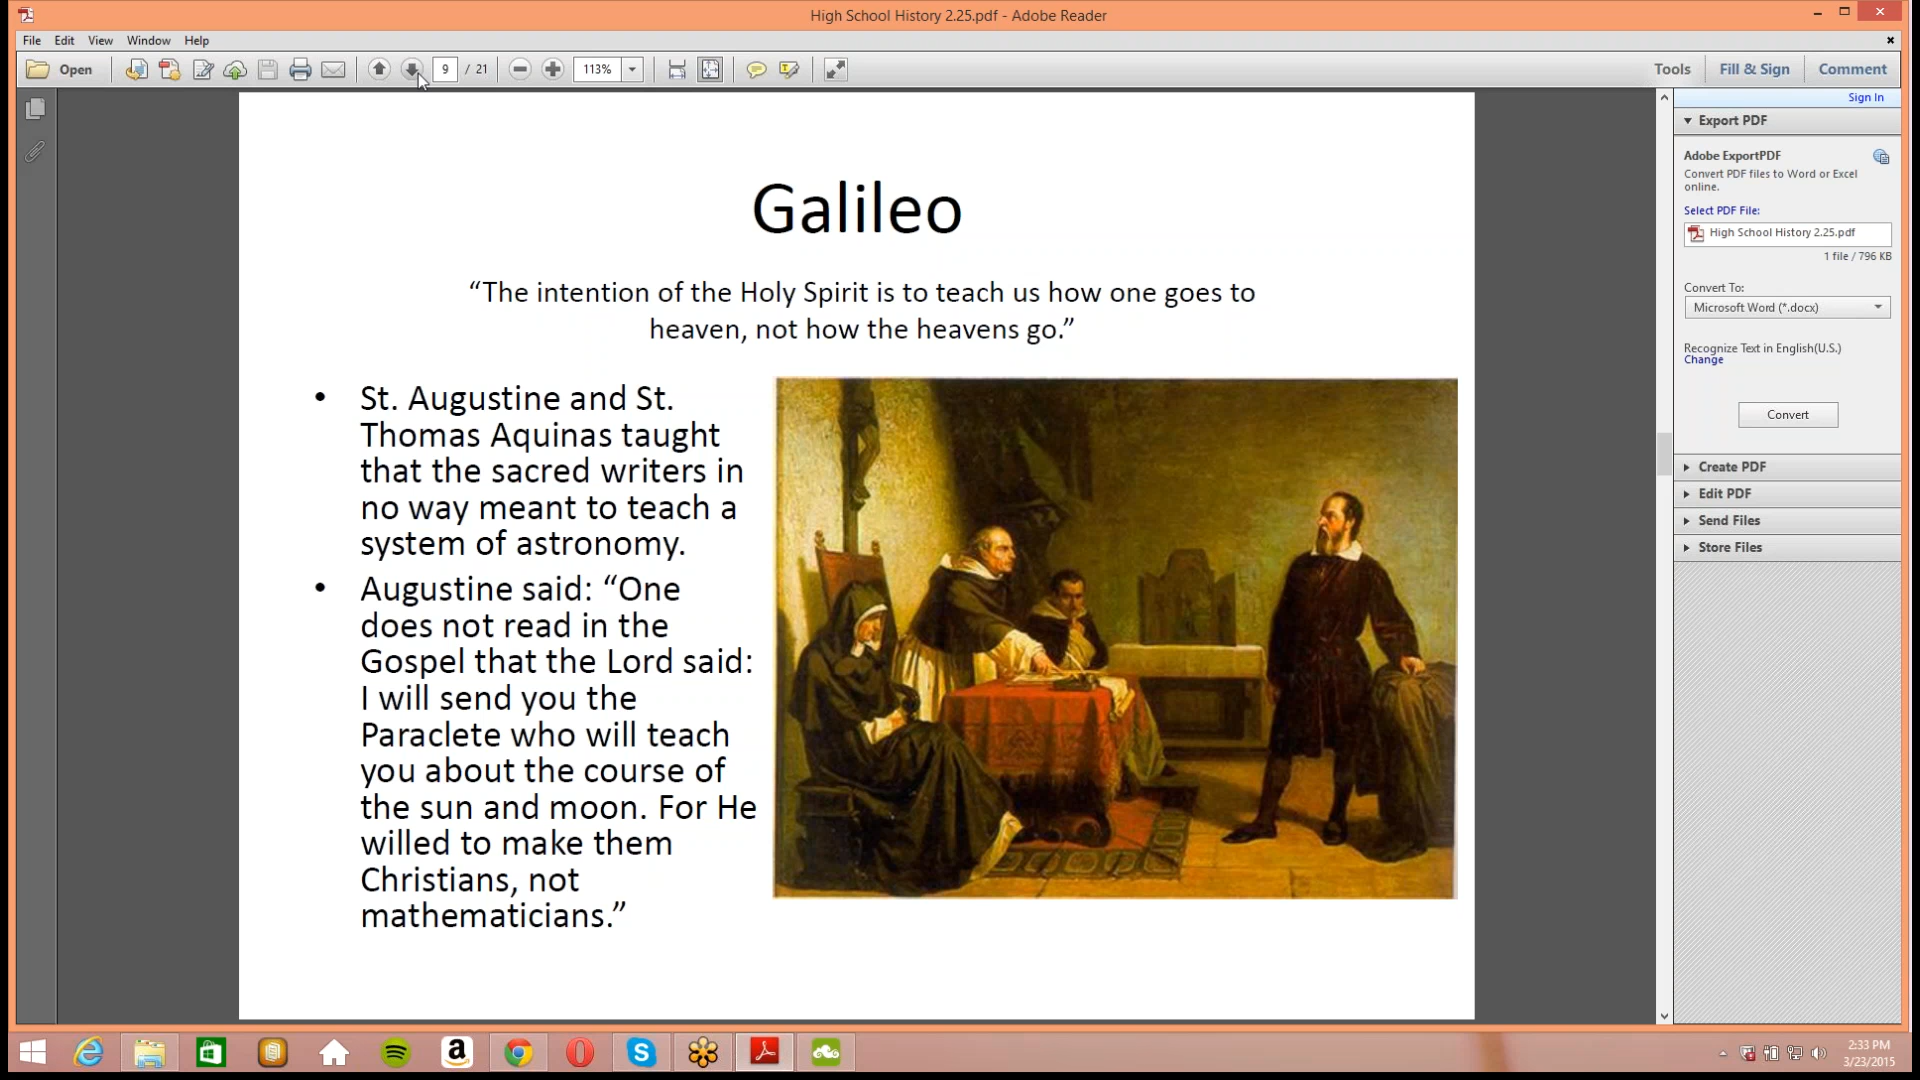 High School History 2.25.pdf - Adobe Reader
File Edit View Window Help
Open 9 / 21 113% Tools Fill & Sign Comment
Sign In
Export PDF
Adobe ExportPDF
Convert PDF files to Word or Excel
online.
Select PDF File:
High School History 2.25.pdf
1 file / 796 KB
Convert To:
Microsoft Word (*.docx)
Recognize Text in English(U.S.)
Change
Convert
Create PDF
Edit PDF
Send Files
Store Files
Galileo
“The intention of the Holy Spirit is to teach us how one goes to
heaven, not how the heavens go.”
• St. Augustine and St.
Thomas Aquinas taught
that the sacred writers in
no way meant to teach a
system of astronomy.
• Augustine said: “One
does not read in the
Gospel that the Lord said:
I will send you the
Paraclete who will teach
you about the course of
the sun and moon. For He
willed to make them
Christians, not
mathematicians.”
2:33 PM
3/23/2015